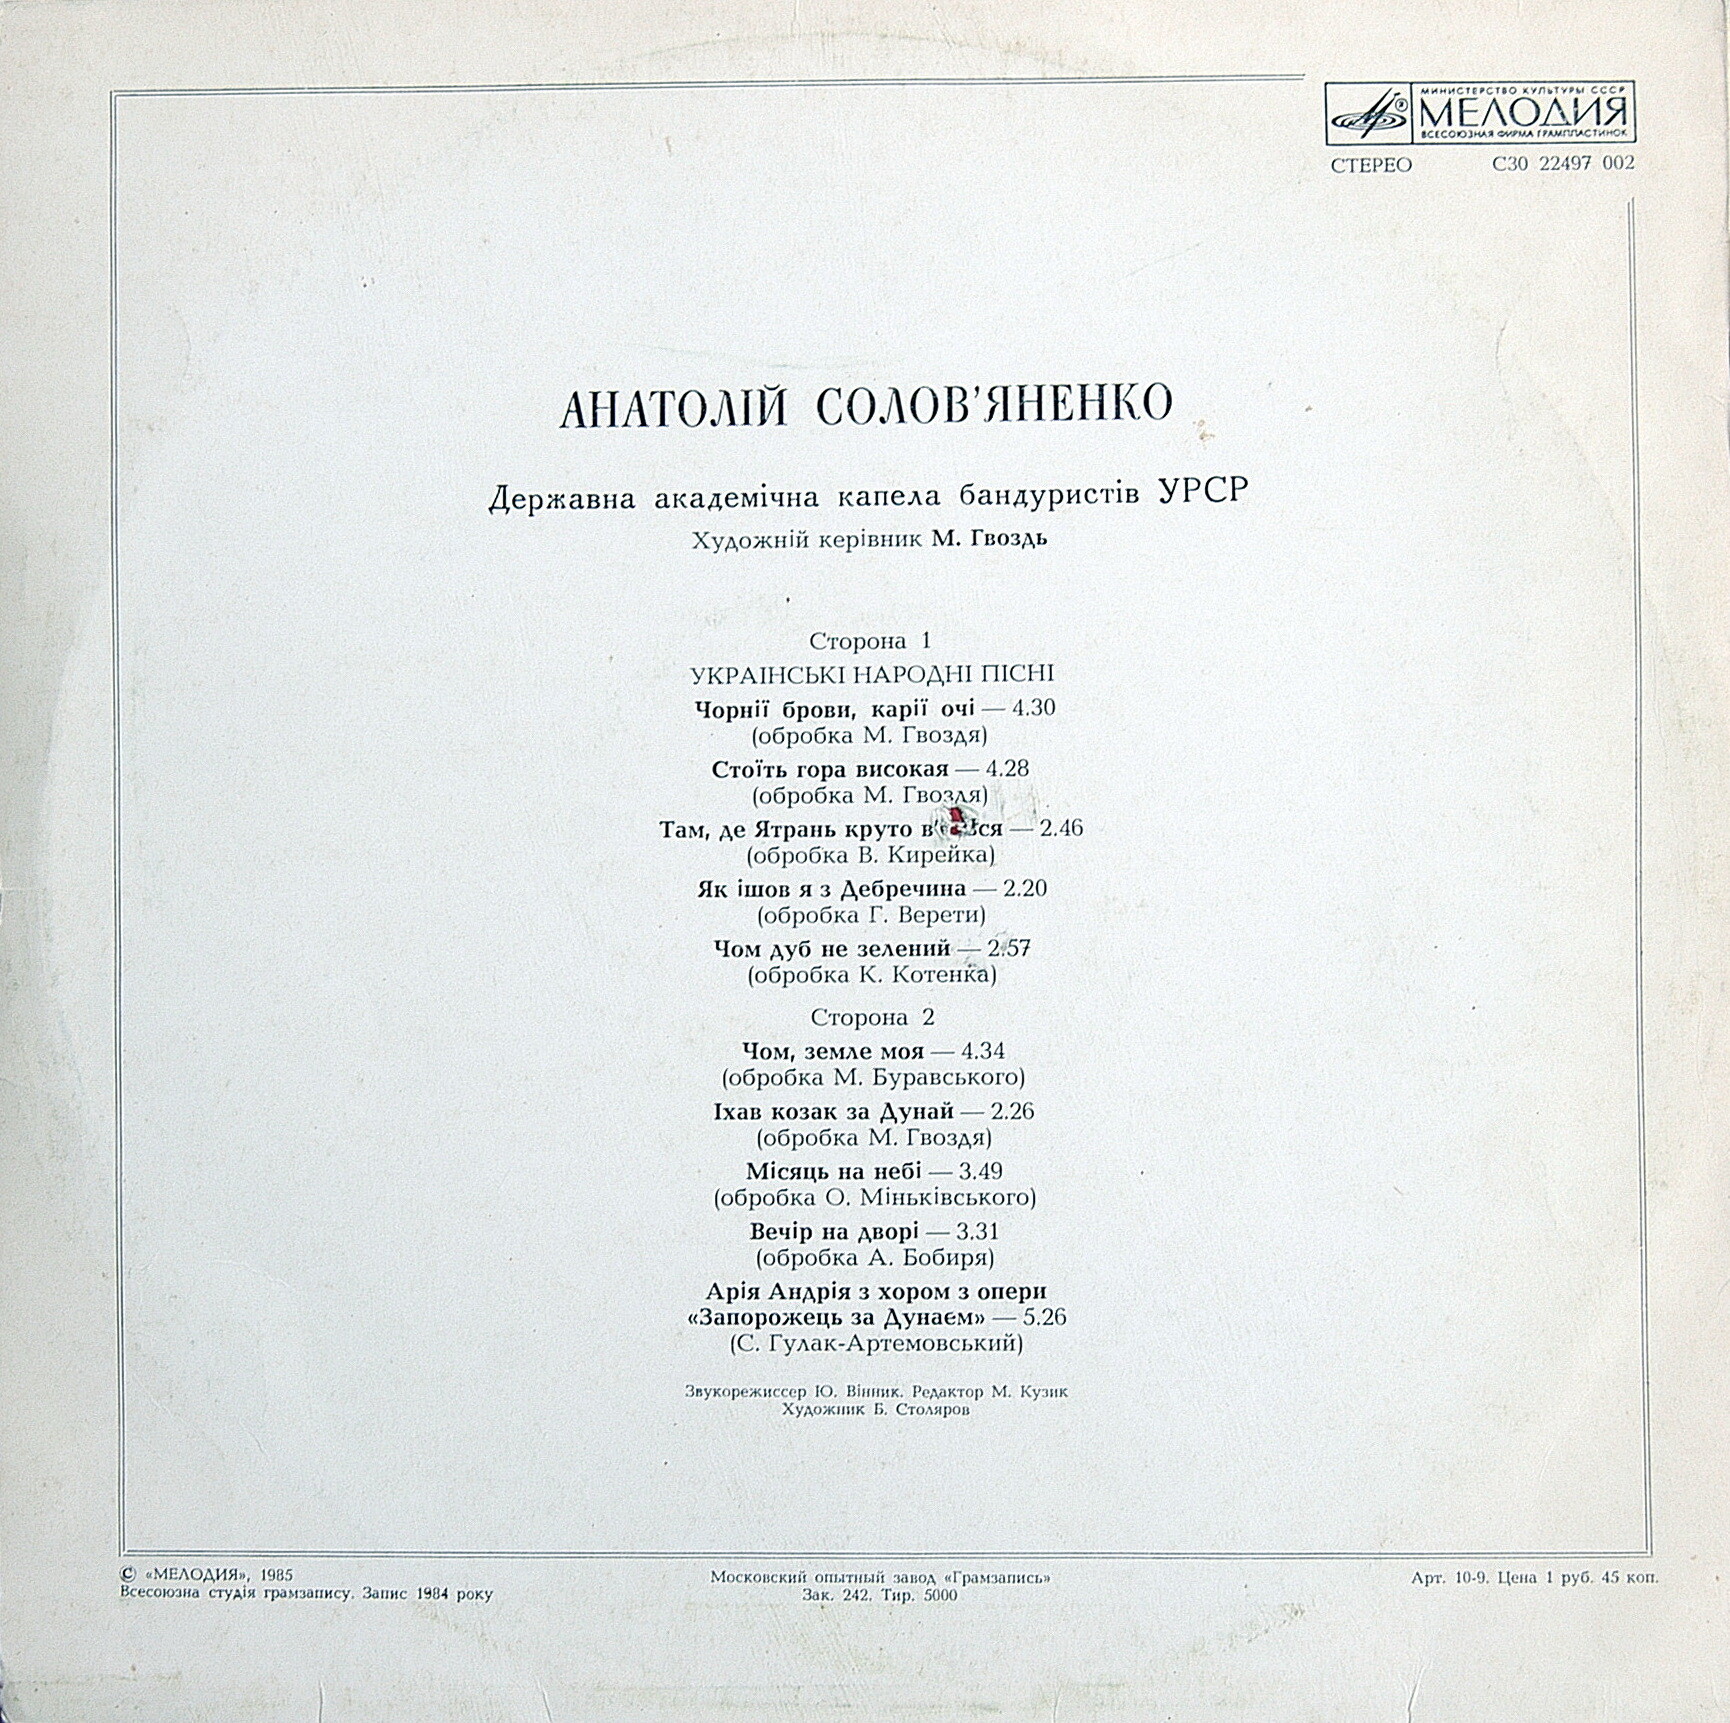 МИНИСТЕРСТВО КУЛЬТУРЫ СССР
МЕЛОДИЯ
ВСЕСОЮЗНАЯ ФИРМА ГРАМПЛАСТИНОК
СТЕРЕО С30 22497 002
АНАТОЛІЙ СОЛОВ’ЯНЕНКО
Державна академічна капела бандуристів УРСР
Художній керівник М. Гвоздь
Сторона 1
УКРАІНСЬКІ НАРОДНІ ПІСНІ
Чорнії брови, карії очі — 4.30
(обробка М. Гвоздя)
Стоїть гора високая — 4.28
(обробка М. Гвоздя)
Там, де Ятрань круто — 2.46
(обробка В. Кирейка)
Як ішов я з Дебречина — 2.20
(обробка Г. Верети)
Чом дуб не зелений — 2.57
(обробка К. Котенка)
Сторона 2
Чом, земле моя — 4.34
(обробка М. Буравського)
Іхав козак за Дунай — 2.26
(обробка М. Гвоздя)
Місяць на небі — 3.49
(обробка О. Міньківського)
Вечір на дворі — 3.31
(обробка А. Бобиря)
Арія Андрія з хором з опери
«Запорожець за Дунаєм» — 5.26
(С. Гулак-Артемовський)
Звукорежиссер Ю. Вінник. Редактор М. Кузик
Художник Б. Столяров
© «МЕЛОДИЯ», 1985
Всесоюзна студія грамзапису. Запис 1984 року
Московский опытный завод «Грамзапись»
Зак. 242. Тир. 5000
Арт. 10-9. Цена 1 руб. 45 коп.